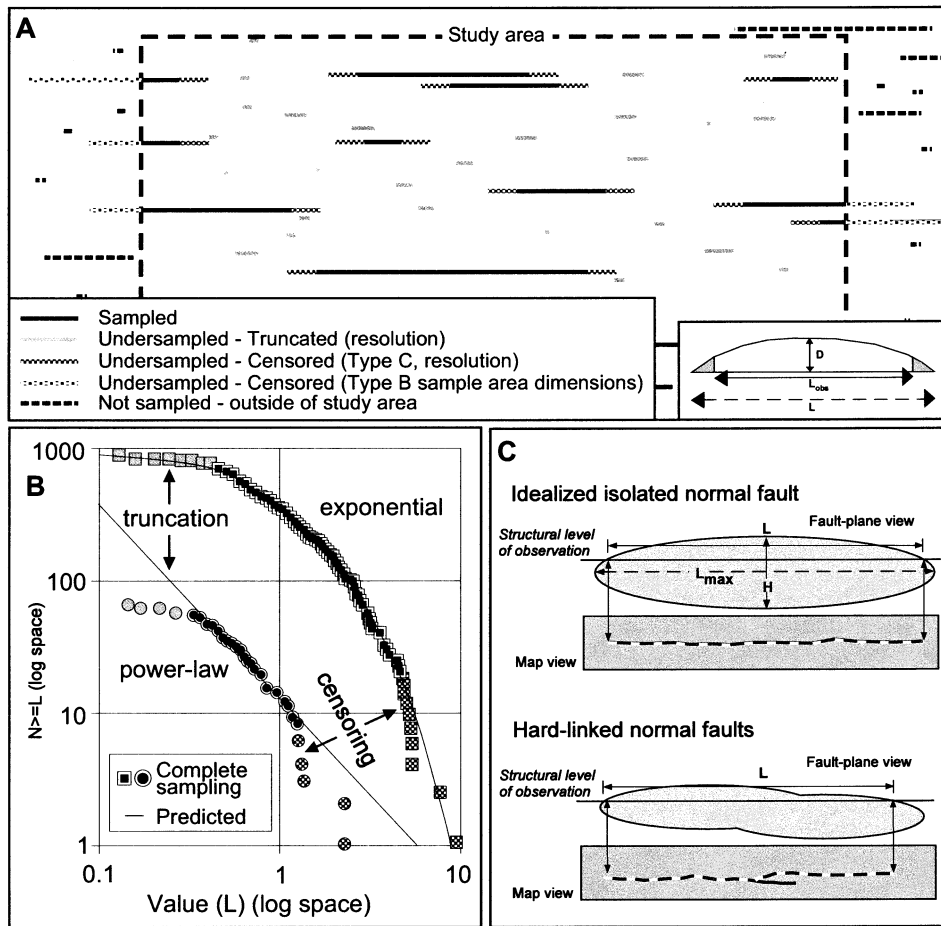 A
Study area
Sampled
Undersampled - Truncated (resolution)
Undersampled - Censored (Type C, resolution)
Undersampled - Censored (Type B sample area dimensions)
Not sampled - outside of study area
D
Lobs
L
B
1000
100
10
1
N>=L (log space)
truncation
exponential
power-law
censoring
Complete
sampling
Predicted
0.1
1
10
Value (L) (log space)
C
Idealized isolated normal fault
Structural level
of observation
L
Fault-plane view
Lmax
H
Map view
Hard-linked normal faults
Structural level
of observation
L
Fault-plane view
Map view